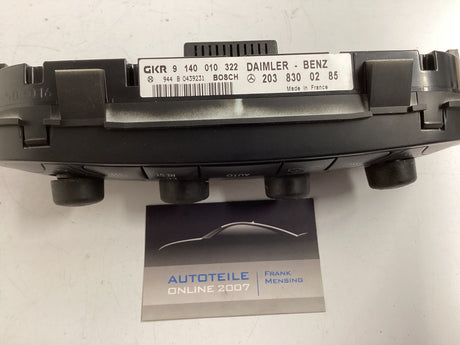 GKR 9 140 010 322 DAIMLER - BENZ
944 B 0439231 BOSCH 203 830 02 85
Made in France
REST
AUTO
AUTOTEILE
ONLINE 2007
FRANK
MENSING